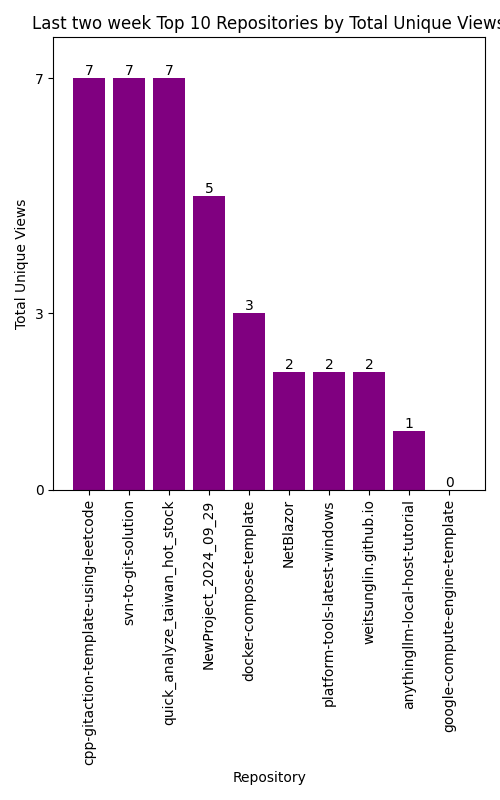 Last two week Top 10 Repositories by Total Unique Views
7
7
7
5
3
2
2
2
1
0
7
3
0
Total Unique Views
cpp-gitaction-template-using-leetcode
svn-to-git-solution
quick_analyze_taiwan_hot_stock
NewProject_2024_09_29
docker-compose-template
NetBlazor
platform-tools-latest-windows
weitsunglin.github.io
anythingllm-local-host-tutorial
google-compute-engine-template
Repository